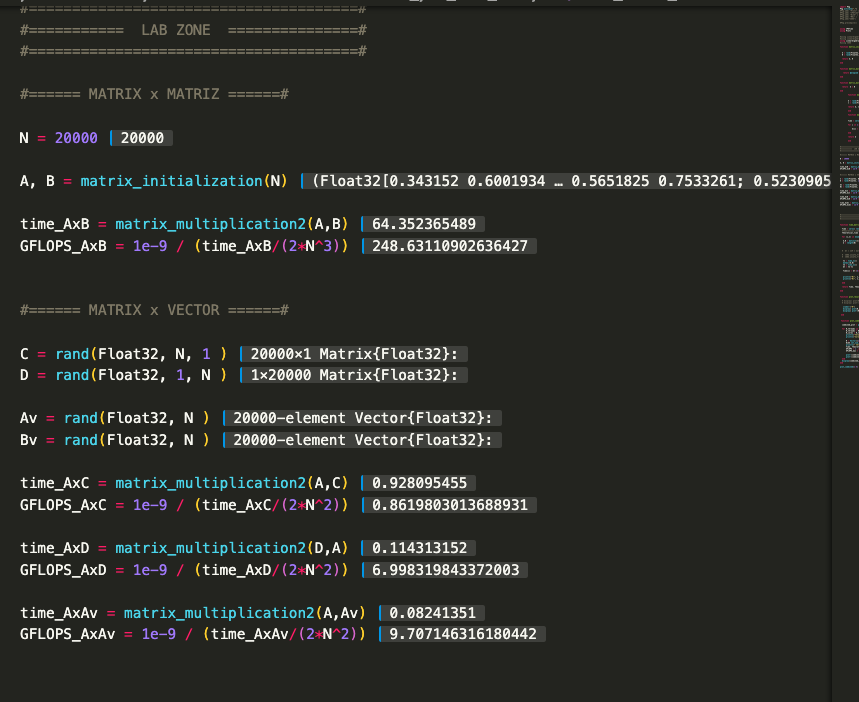 #======================================#
#===========  LAB ZONE  ===============#
#======================================#
#====== MATRIX x MATRIZ ======#
N = 20000 20000
A, B = matrix_initialization(N) (Float32[0.343152 0.6001934 … 0.5651825 0.7533261; 0.5230905
time_AxB = matrix_multiplication2(A,B) 64.352365489
GFLOPS_AxB = 1e-9 / (time_AxB/(2*N^3)) 248.63110902636427
#====== MATRIX x VECTOR ======#
C = rand(Float32, N, 1 ) 20000×1 Matrix{Float32}:
D = rand(Float32, 1, N ) 1×20000 Matrix{Float32}:
Av = rand(Float32, N ) 20000-element Vector{Float32}:
Bv = rand(Float32, N ) 20000-element Vector{Float32}:
time_AxC = matrix_multiplication2(A,C) 0.928095455
GFLOPS_AxC = 1e-9 / (time_AxC/(2*N^2)) 0.8619803013688931
time_AxD = matrix_multiplication2(D,A) 0.114313152
GFLOPS_AxD = 1e-9 / (time_AxD/(2*N^2)) 6.998319843372003
time_AxAv = matrix_multiplication2(A,Av) 0.08241351
GFLOPS_AxAv = 1e-9 / (time_AxAv/(2*N^2)) 9.707146316180442